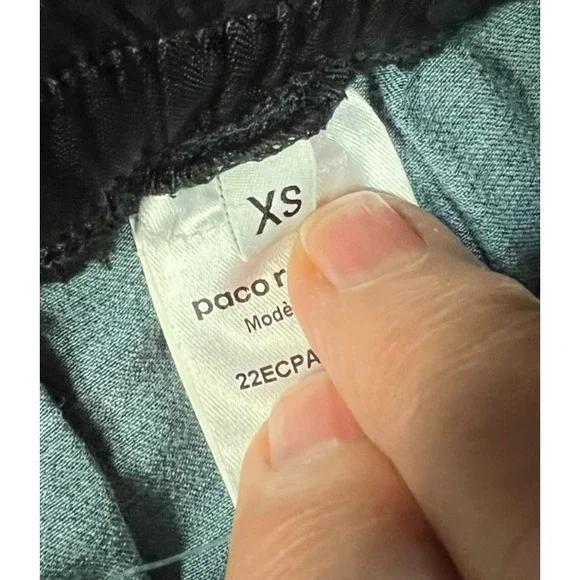 XS
paco r
Modè
22ECPA